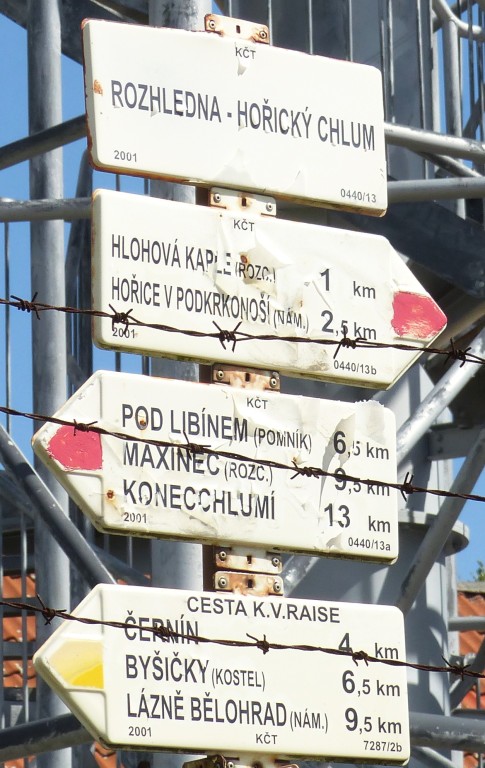 KČT
ROZHLEDNA - HOŘICKÝ CHLUM
2001 0440/13
KČT
HLOHOVÁ KAPLE (ROZC.) 1 km
HOŘICE V PODKRKONOŠÍ (NÁM.) 2,5 km
2001 0440/13b
KČT
POD LIBÍNEM (POMNÍK) 6,5 km
MAXINEC (ROZC.) 9,5 km
KONECCHLUMÍ 13 km
2001 0440/13a
CESTA K.V.RAISE
ČERNÍN 4 km
BYŠIČKY (KOSTEL) 6,5 km
LÁZNĚ BĚLOHRAD (NÁM.) 9,5 km
2001 KČT 7287/2b